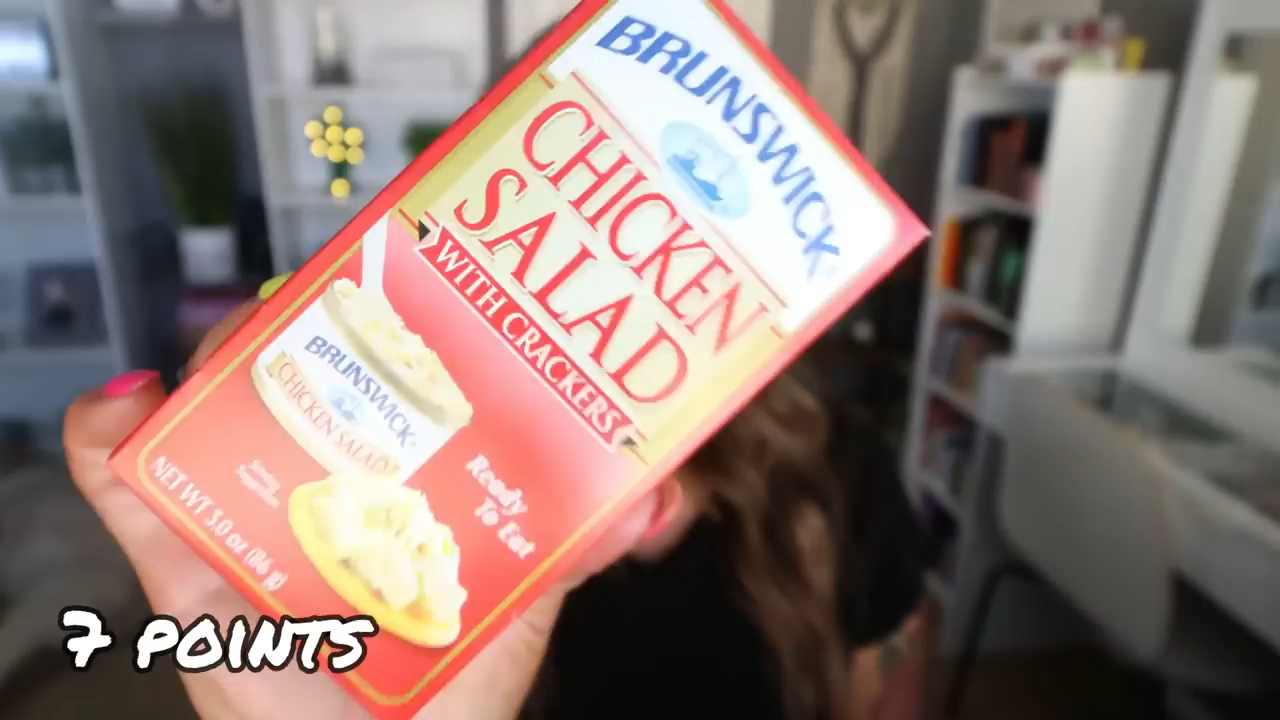 BRUNSWICK
CHICKEN
SALAD
WITH CRACKERS
BRUNSWICK
CHICKEN SALAD
Ready
To Eat
NET WT 3.0 oz (86 g)
7 POINTS